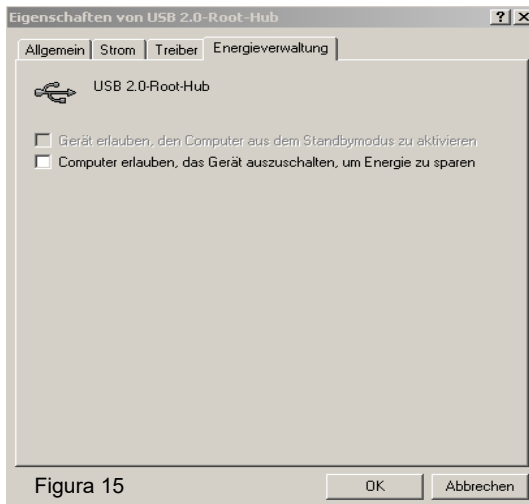 Eigenschaften von USB 2.0-Root-Hub
Allgemein Strom Treiber Energieverwaltung
USB 2.0-Root-Hub
Gerät erlauben, den Computer aus dem Standbymodus zu aktivieren
Computer erlauben, das Gerät auszuschalten, um Energie zu sparen
Figura 15 OK Abbrechen